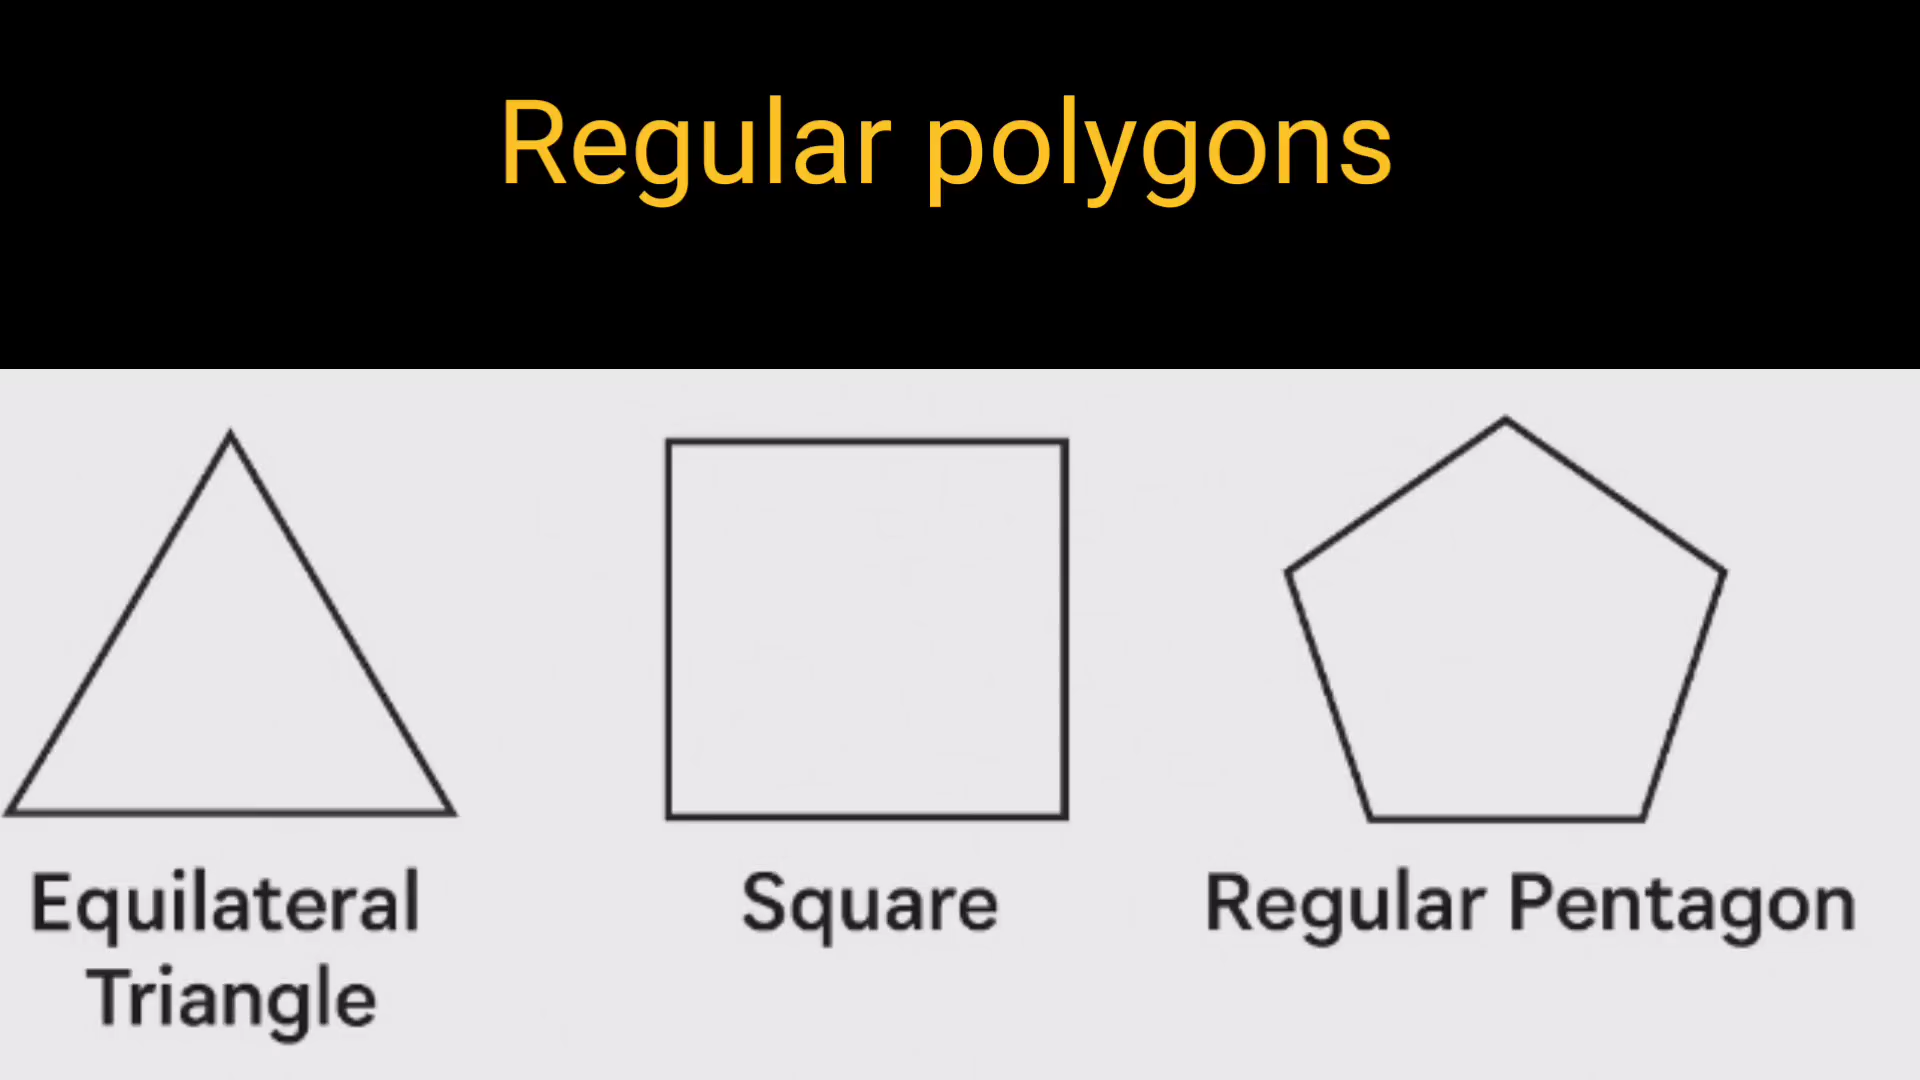 Regular polygons
Equilateral
Triangle
Square
Regular Pentagon